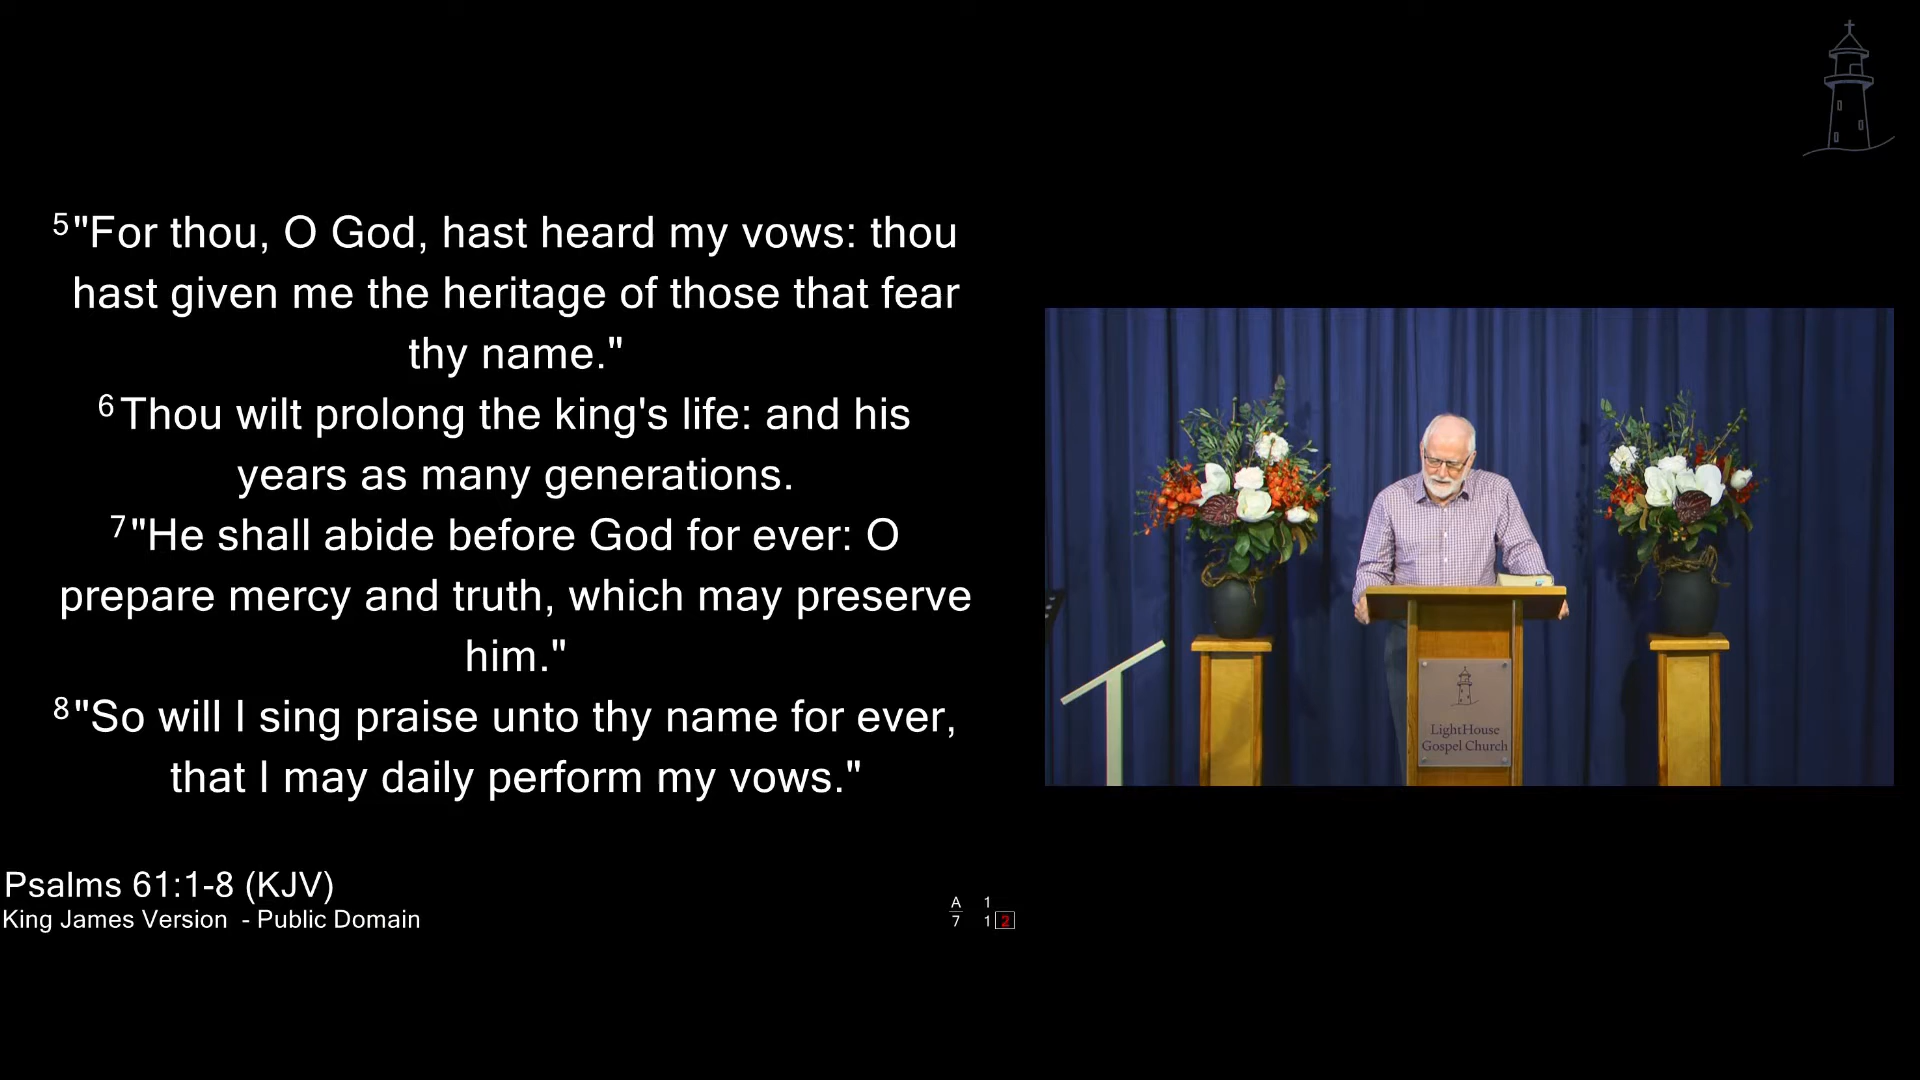 5"For thou, O God, hast heard my vows: thou
hast given me the heritage of those that fear
thy name."
6Thou wilt prolong the king's life: and his
years as many generations.
7"He shall abide before God for ever: O
prepare mercy and truth, which may preserve
him."
8"So will I sing praise unto thy name for ever,
that I may daily perform my vows."
Psalms 61:1-8 (KJV)
King James Version - Public Domain
A 1
7 1 2
LightHouse
Gospel Church